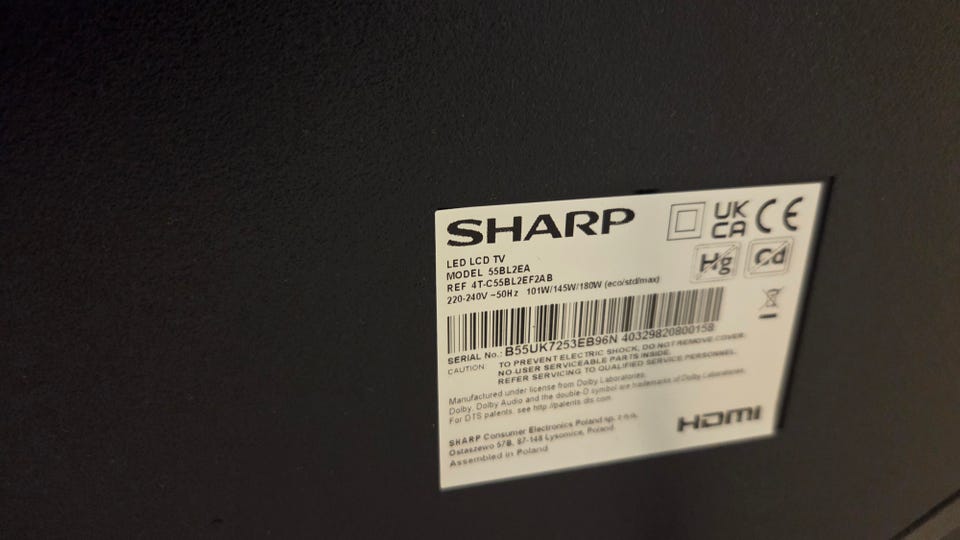 SHARP
UK
CA
CE
Hg
Cd
LED LCD TV
MODEL 55BL2EA
REF 4T-C55BL2EF2AB
220-240V ~50Hz 101W/145W/180W (eco/std/max)
SERIAL No.: B55UK7253EB96N 40329820800158
CAUTION TO PREVENT ELECTRIC SHOCK, DO NOT REMOVE COVER.
NO-USER SERVICEABLE PARTS INSIDE.
REFER SERVICING TO QUALIFIED SERVICE PERSONNEL.
Manufactured under license from Dolby Laboratories.
Dolby, Dolby Audio and the double-D symbol are trademarks of Dolby Laboratories.
For DTS patents, see http://patents.dts.com.
SHARP Consumer Electronics Poland sp. z o.o.
Ostaszewo 57B, 87-148 Lysomice, Poland
Assembled in Poland
HDMI